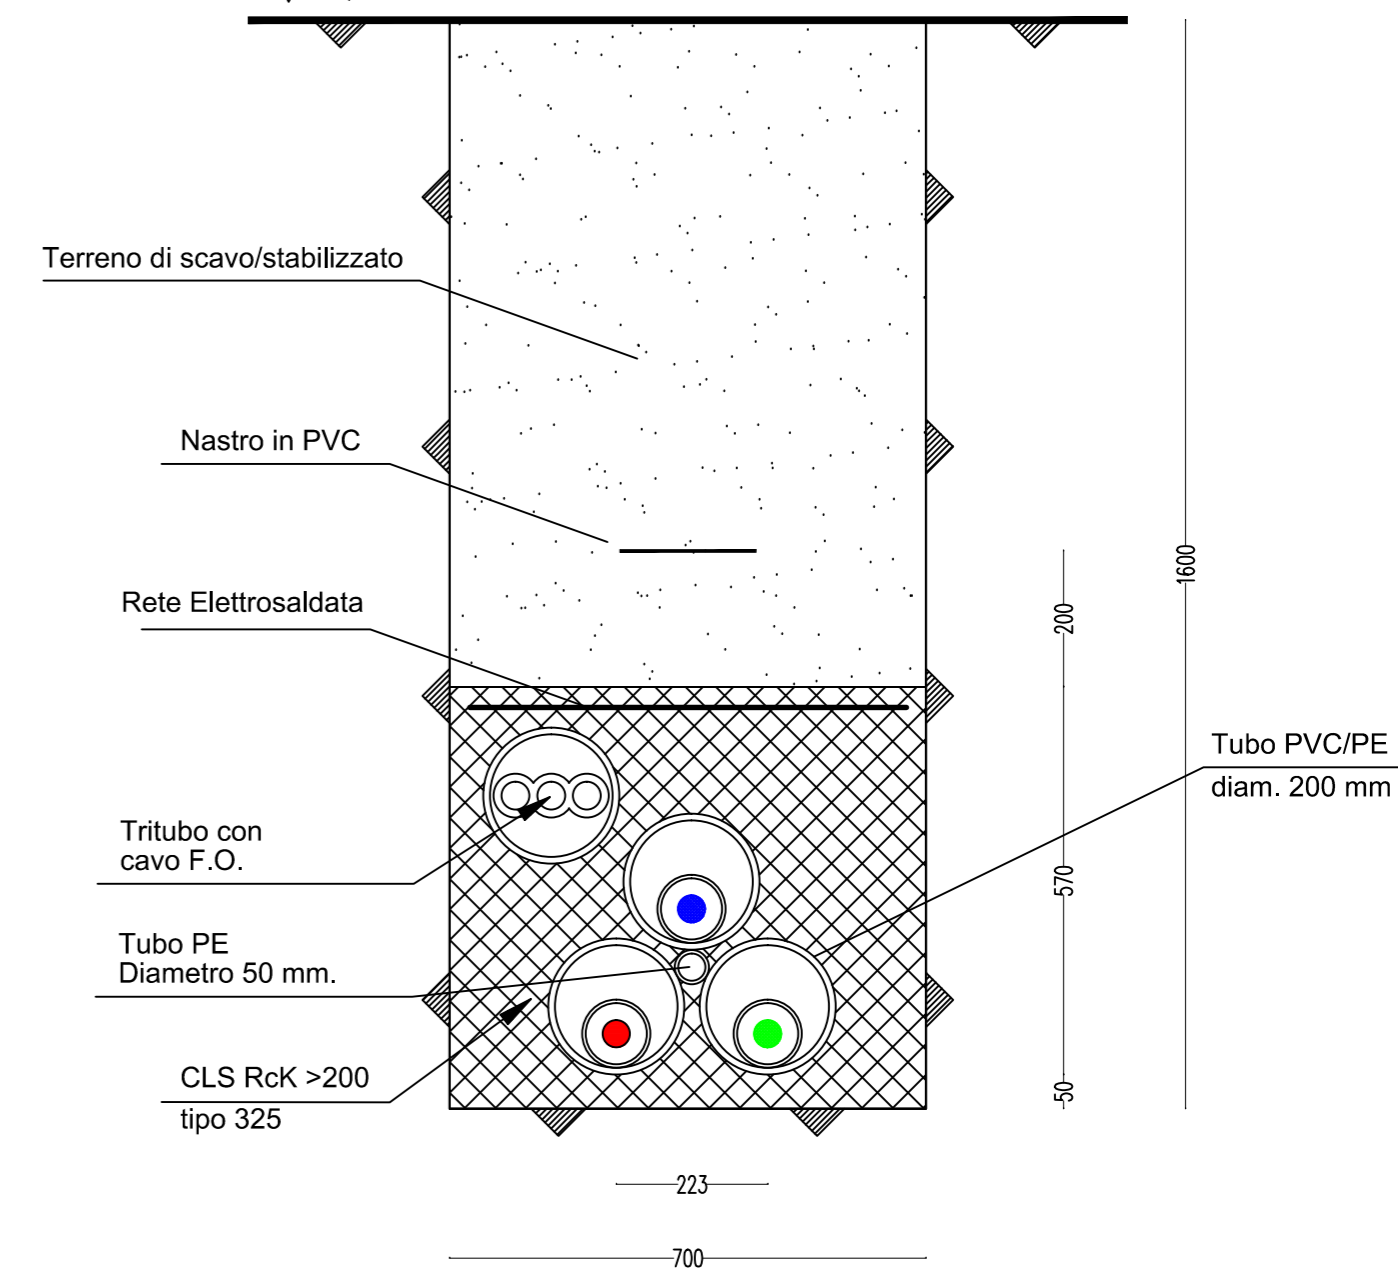 Terreno di scavo/stabilizzato
Nastro in PVC
Rete Elettrosaldata
Tritubo con
cavo F.O.
Tubo PE
Diametro 50 mm.
CLS RcK >200
tipo 325
Tubo PVC/PE
diam. 200 mm
200
570
50
1600
223
700